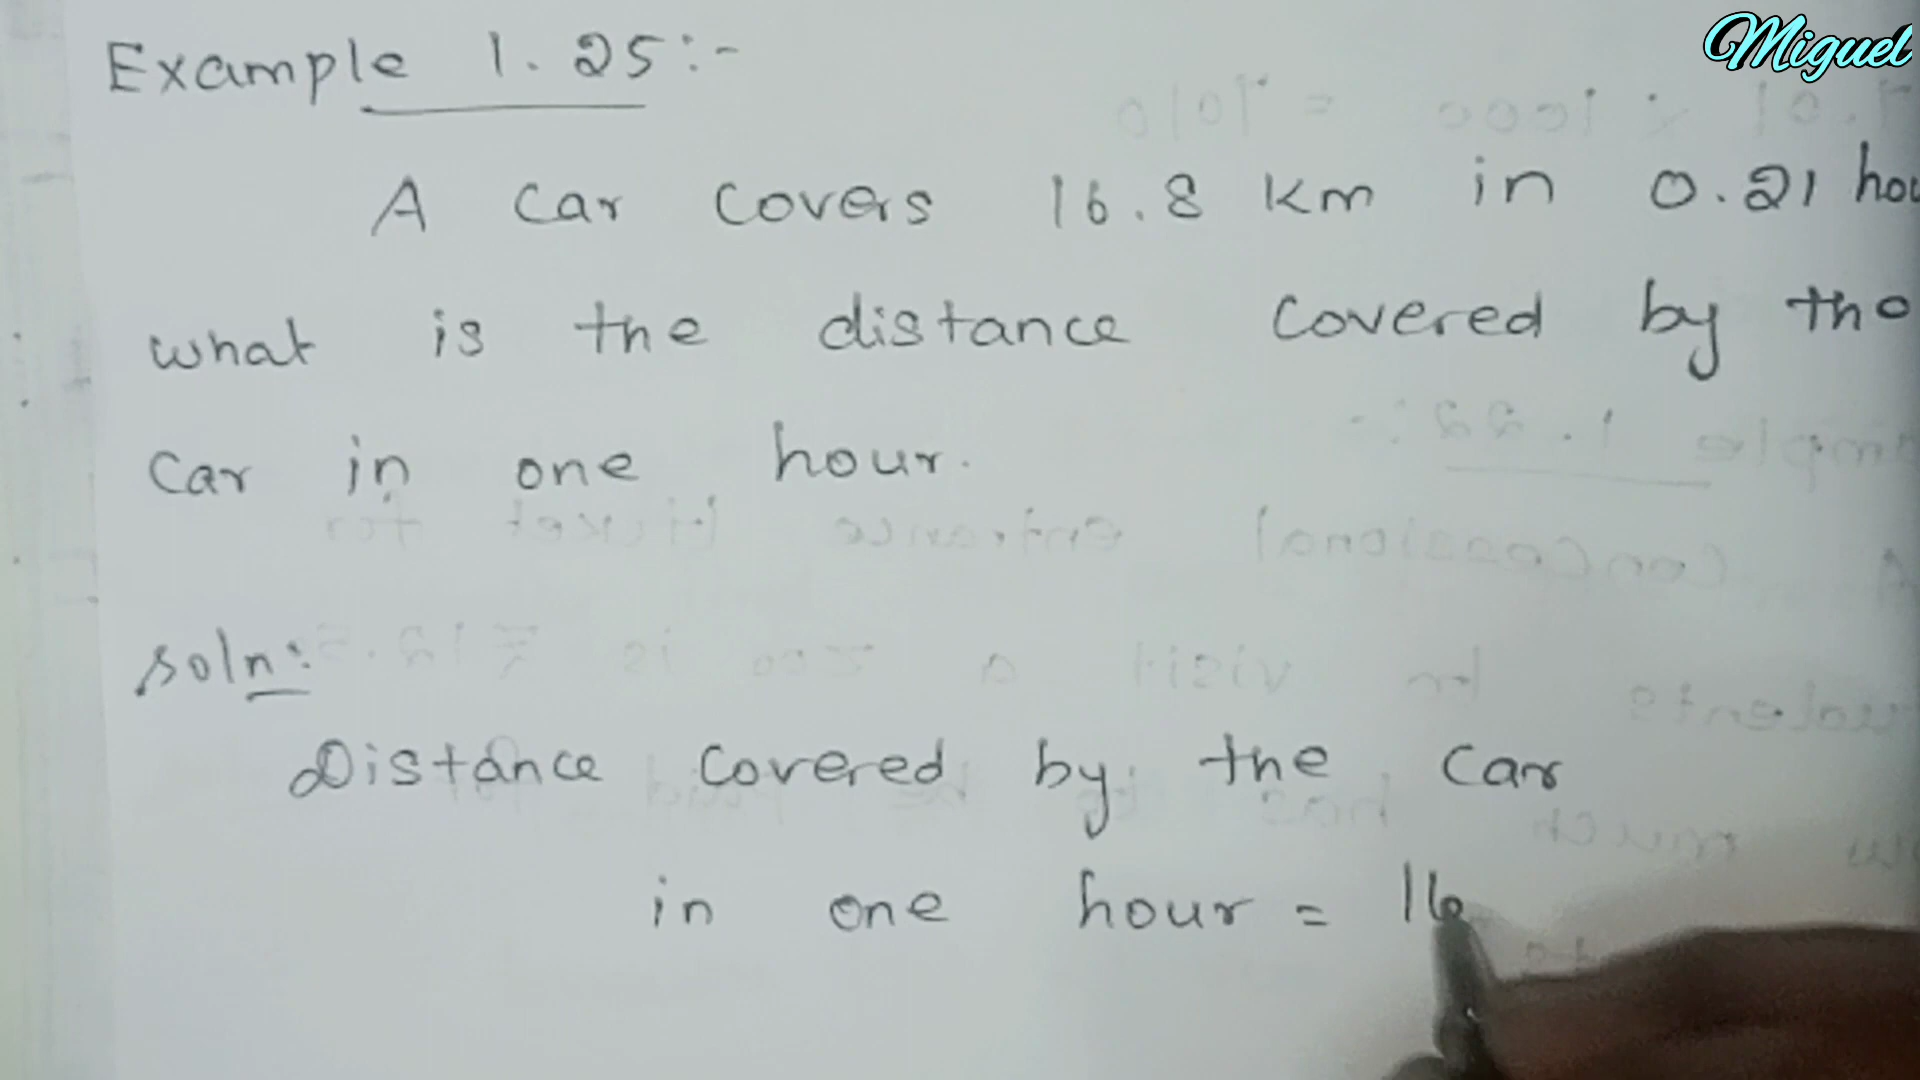 Miguel
Example 1.25:-
A car covers 16.8 km in 0.21 hou
what is the distance covered by the
car in one hour.
soln:
Distance covered by the car
in one hour = 16